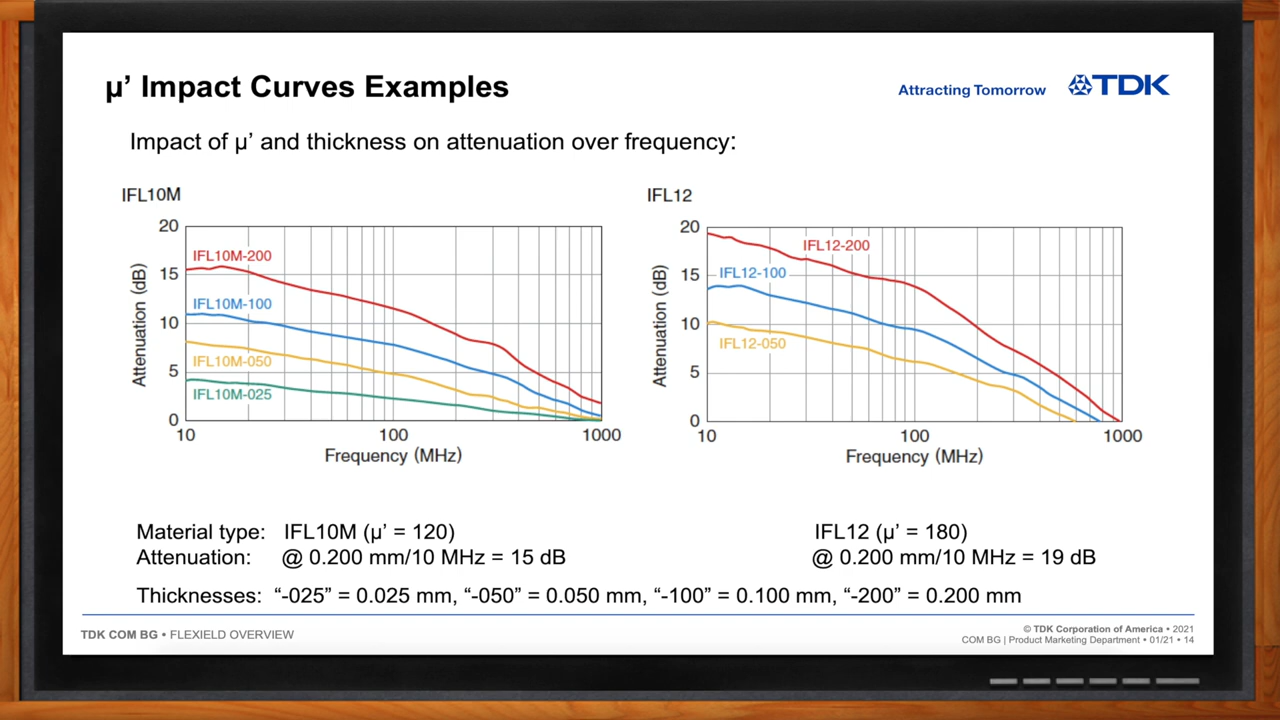 µ’ Impact Curves Examples
Attracting Tomorrow
TDK
Impact of µ’ and thickness on attenuation over frequency:
IFL10M
20
15
10
5
0
Attenuation (dB)
IFL10M-200
IFL10M-100
IFL10M-050
IFL10M-025
10 100 1000
Frequency (MHz)
IFL12
20
15
10
5
0
Attenuation (dB)
IFL12-200
IFL12-100
IFL12-050
10 100 1000
Frequency (MHz)
Material type: IFL10M (µ’ = 120) IFL12 (µ’ = 180)
Attenuation: @ 0.200 mm/10 MHz = 15 dB @ 0.200 mm/10 MHz = 19 dB
Thicknesses: “-025” = 0.025 mm, “-050” = 0.050 mm, “-100” = 0.100 mm, “-200” = 0.200 mm
TDK COM BG • FLEXIELD OVERVIEW
© TDK Corporation of America • 2021
COM BG | Product Marketing Department • 01/21 • 14